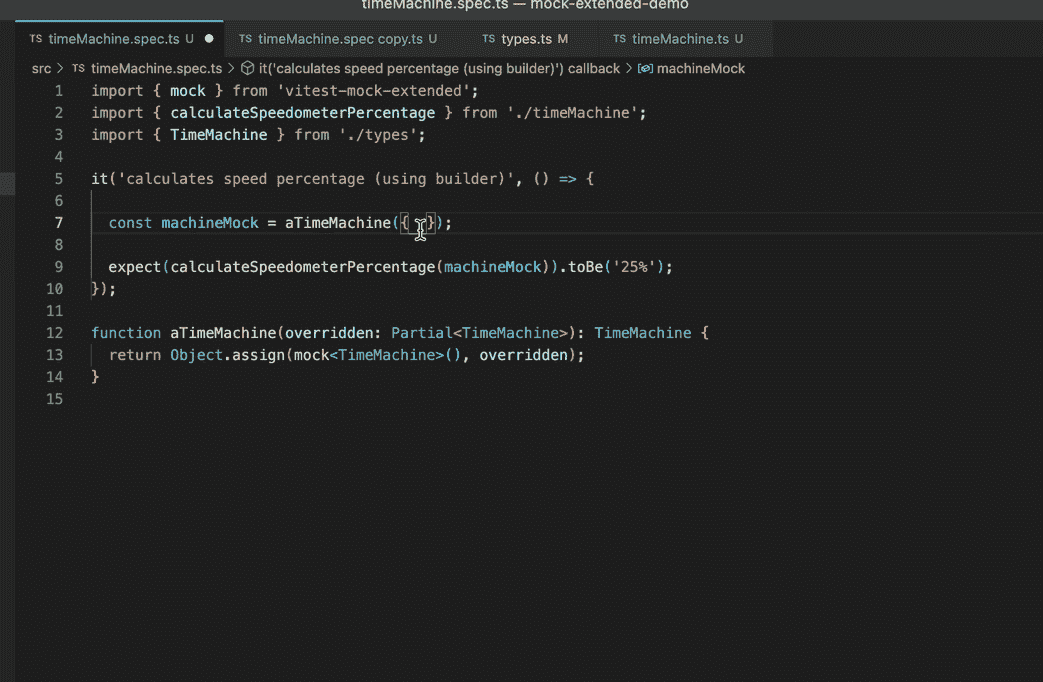 timeMachine.spec.ts — mock-extended-demo
TS timeMachine.spec.ts U ● TS timeMachine.spec copy.ts U TS types.ts M TS timeMachine.ts U
src > TS timeMachine.spec.ts > it('calculates speed percentage (using builder)') callback > machineMock
1 import { mock } from 'vitest-mock-extended';
2 import { calculateSpeedometerPercentage } from './timeMachine';
3 import { TimeMachine } from './types';
4
5 it('calculates speed percentage (using builder)', () => {
6
7 const machineMock = aTimeMachine({ });
8
9 expect(calculateSpeedometerPercentage(machineMock)).toBe('25%');
10 });
11
12 function aTimeMachine(overridden: Partial<TimeMachine>): TimeMachine {
13 return Object.assign(mock<TimeMachine>(), overridden);
14 }
15